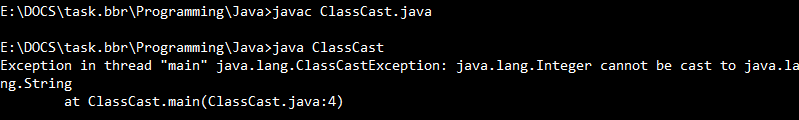 E:\DOCS\task.bbr\Programming\Java>javac ClassCast.java
E:\DOCS\task.bbr\Programming\Java>java ClassCast
Exception in thread "main" java.lang.ClassCastException: java.lang.Integer cannot be cast to java.la
ng.String
        at ClassCast.main(ClassCast.java:4)